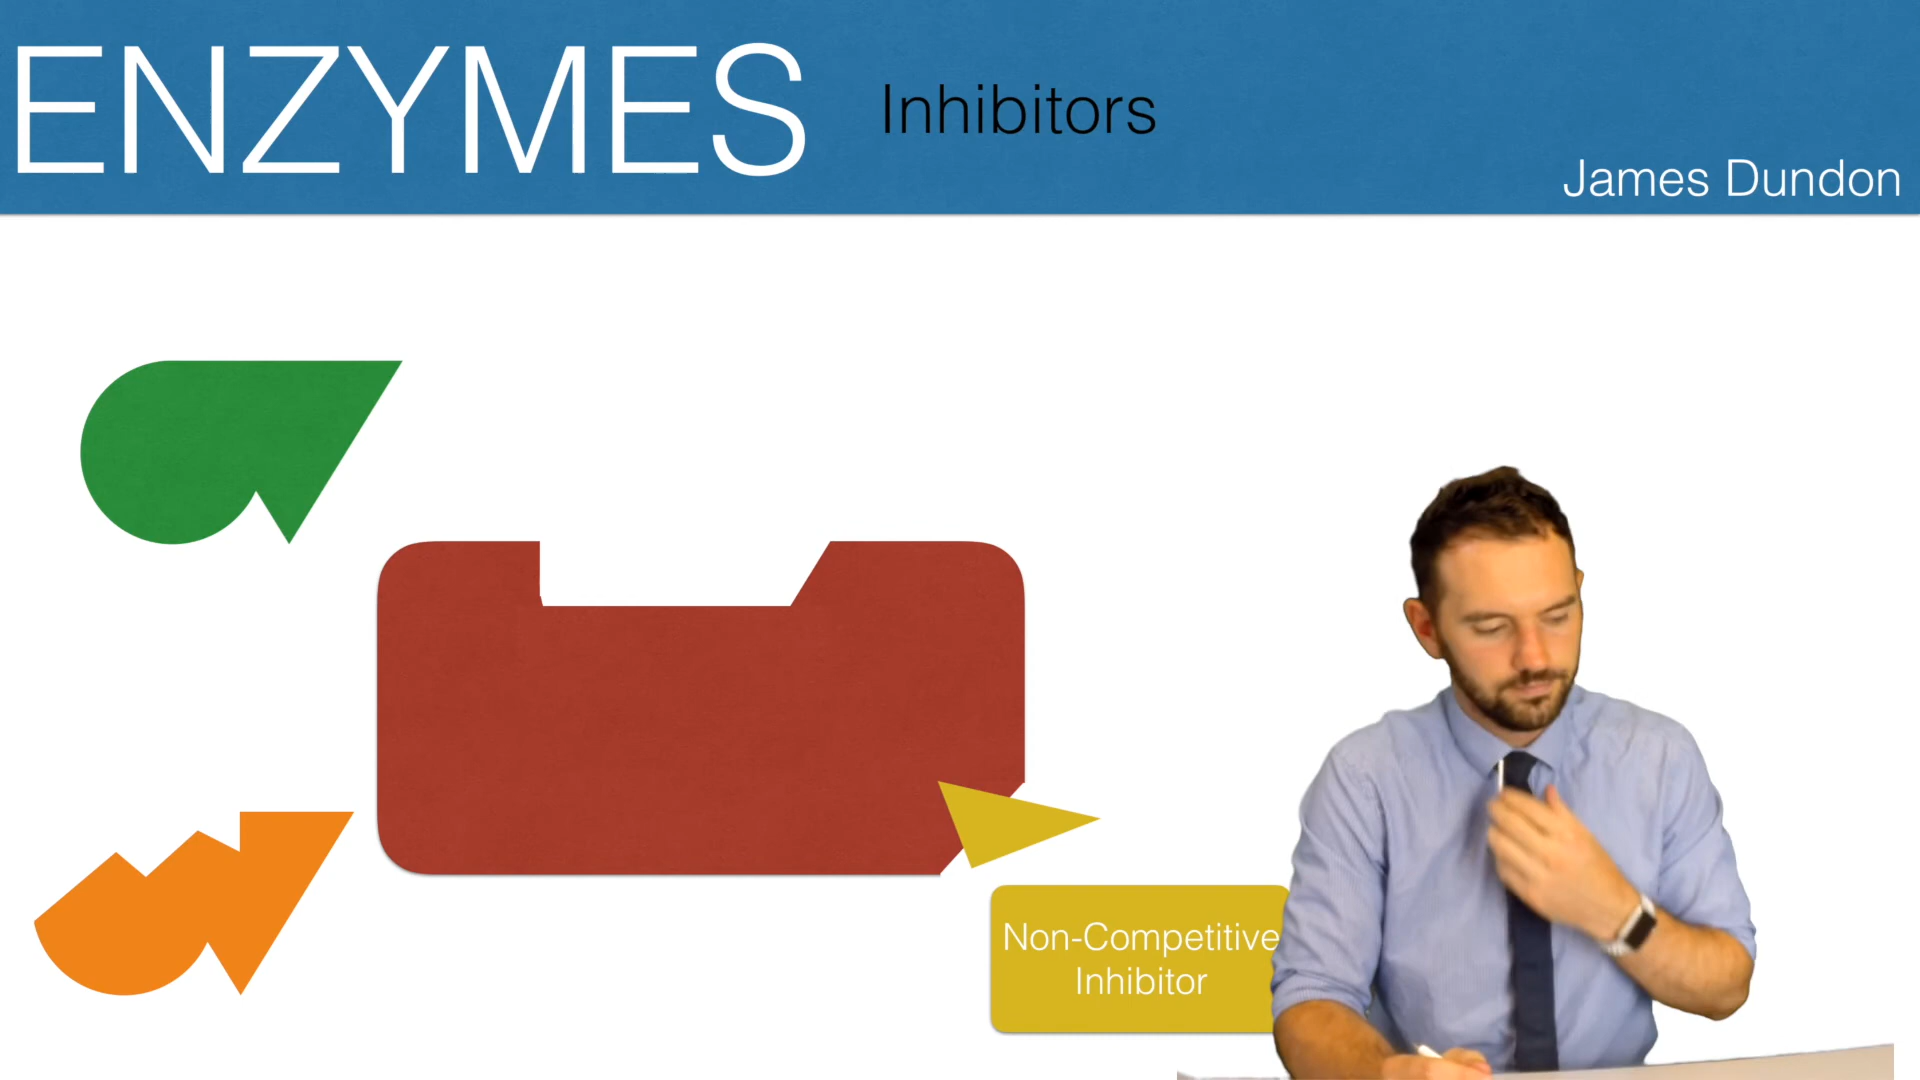 ENZYMES
Inhibitors
James Dundon
Non-Competitive
Inhibitor